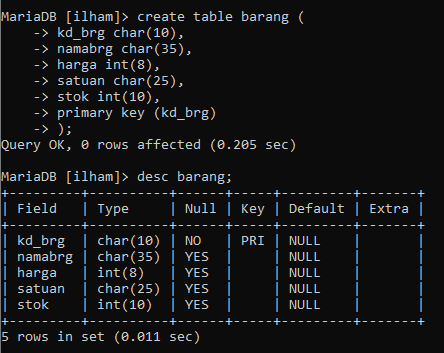 MariaDB [ilham]> create table barang (
    -> kd_brg char(10),
    -> namabrg char(35),
    -> harga int(8),
    -> satuan char(25),
    -> stok int(10),
    -> primary key (kd_brg)
    -> );
Query OK, 0 rows affected (0.205 sec)

MariaDB [ilham]> desc barang;
+---------+----------+------+-----+---------+-------+
| Field   | Type     | Null | Key | Default | Extra |
+---------+----------+------+-----+---------+-------+
| kd_brg  | char(10) | NO   | PRI | NULL    |       |
| namabrg | char(35) | YES  |     | NULL    |       |
| harga   | int(8)   | YES  |     | NULL    |       |
| satuan  | char(25) | YES  |     | NULL    |       |
| stok    | int(10)  | YES  |     | NULL    |       |
+---------+----------+------+-----+---------+-------+
5 rows in set (0.011 sec)